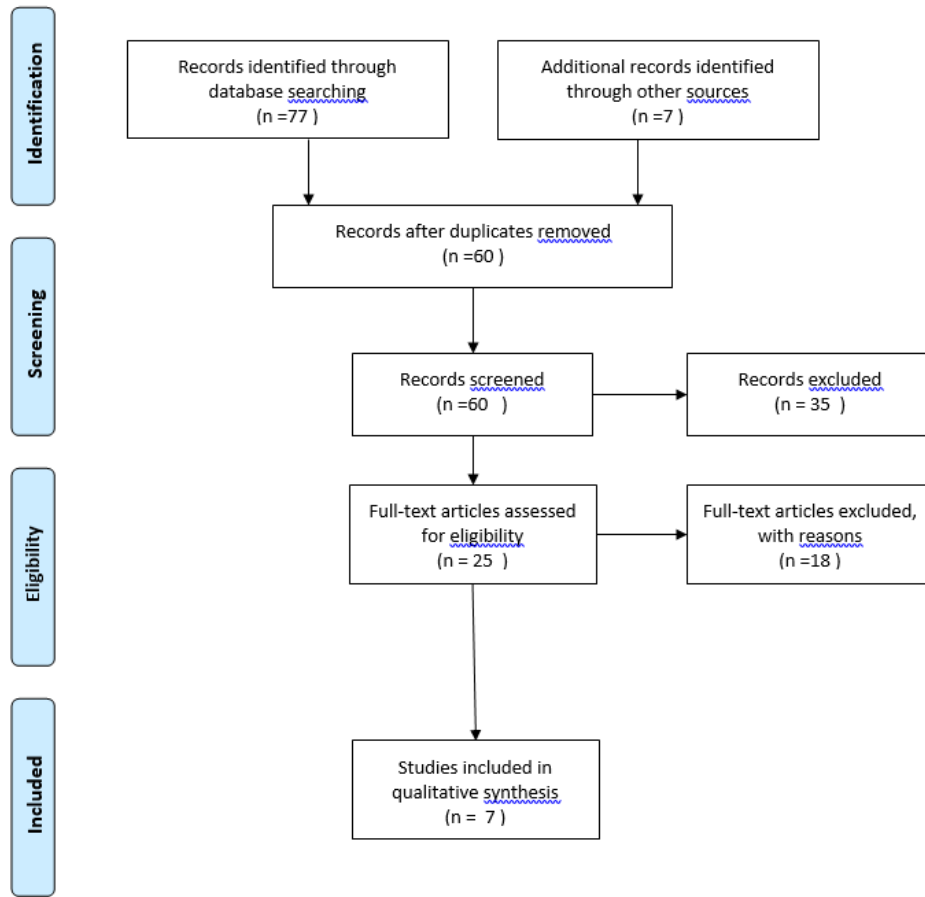 Identification
Records identified through
database searching
(n =77 )
Additional records identified
through other sources
(n =7 )
Records after duplicates removed
(n =60 )
Screening
Records screened
(n =60 )
Records excluded
(n = 35 )
Eligibility
Full-text articles assessed
for eligibility
(n = 25 )
Full-text articles excluded,
with reasons
(n =18 )
Included
Studies included in
qualitative synthesis
(n = 7 )